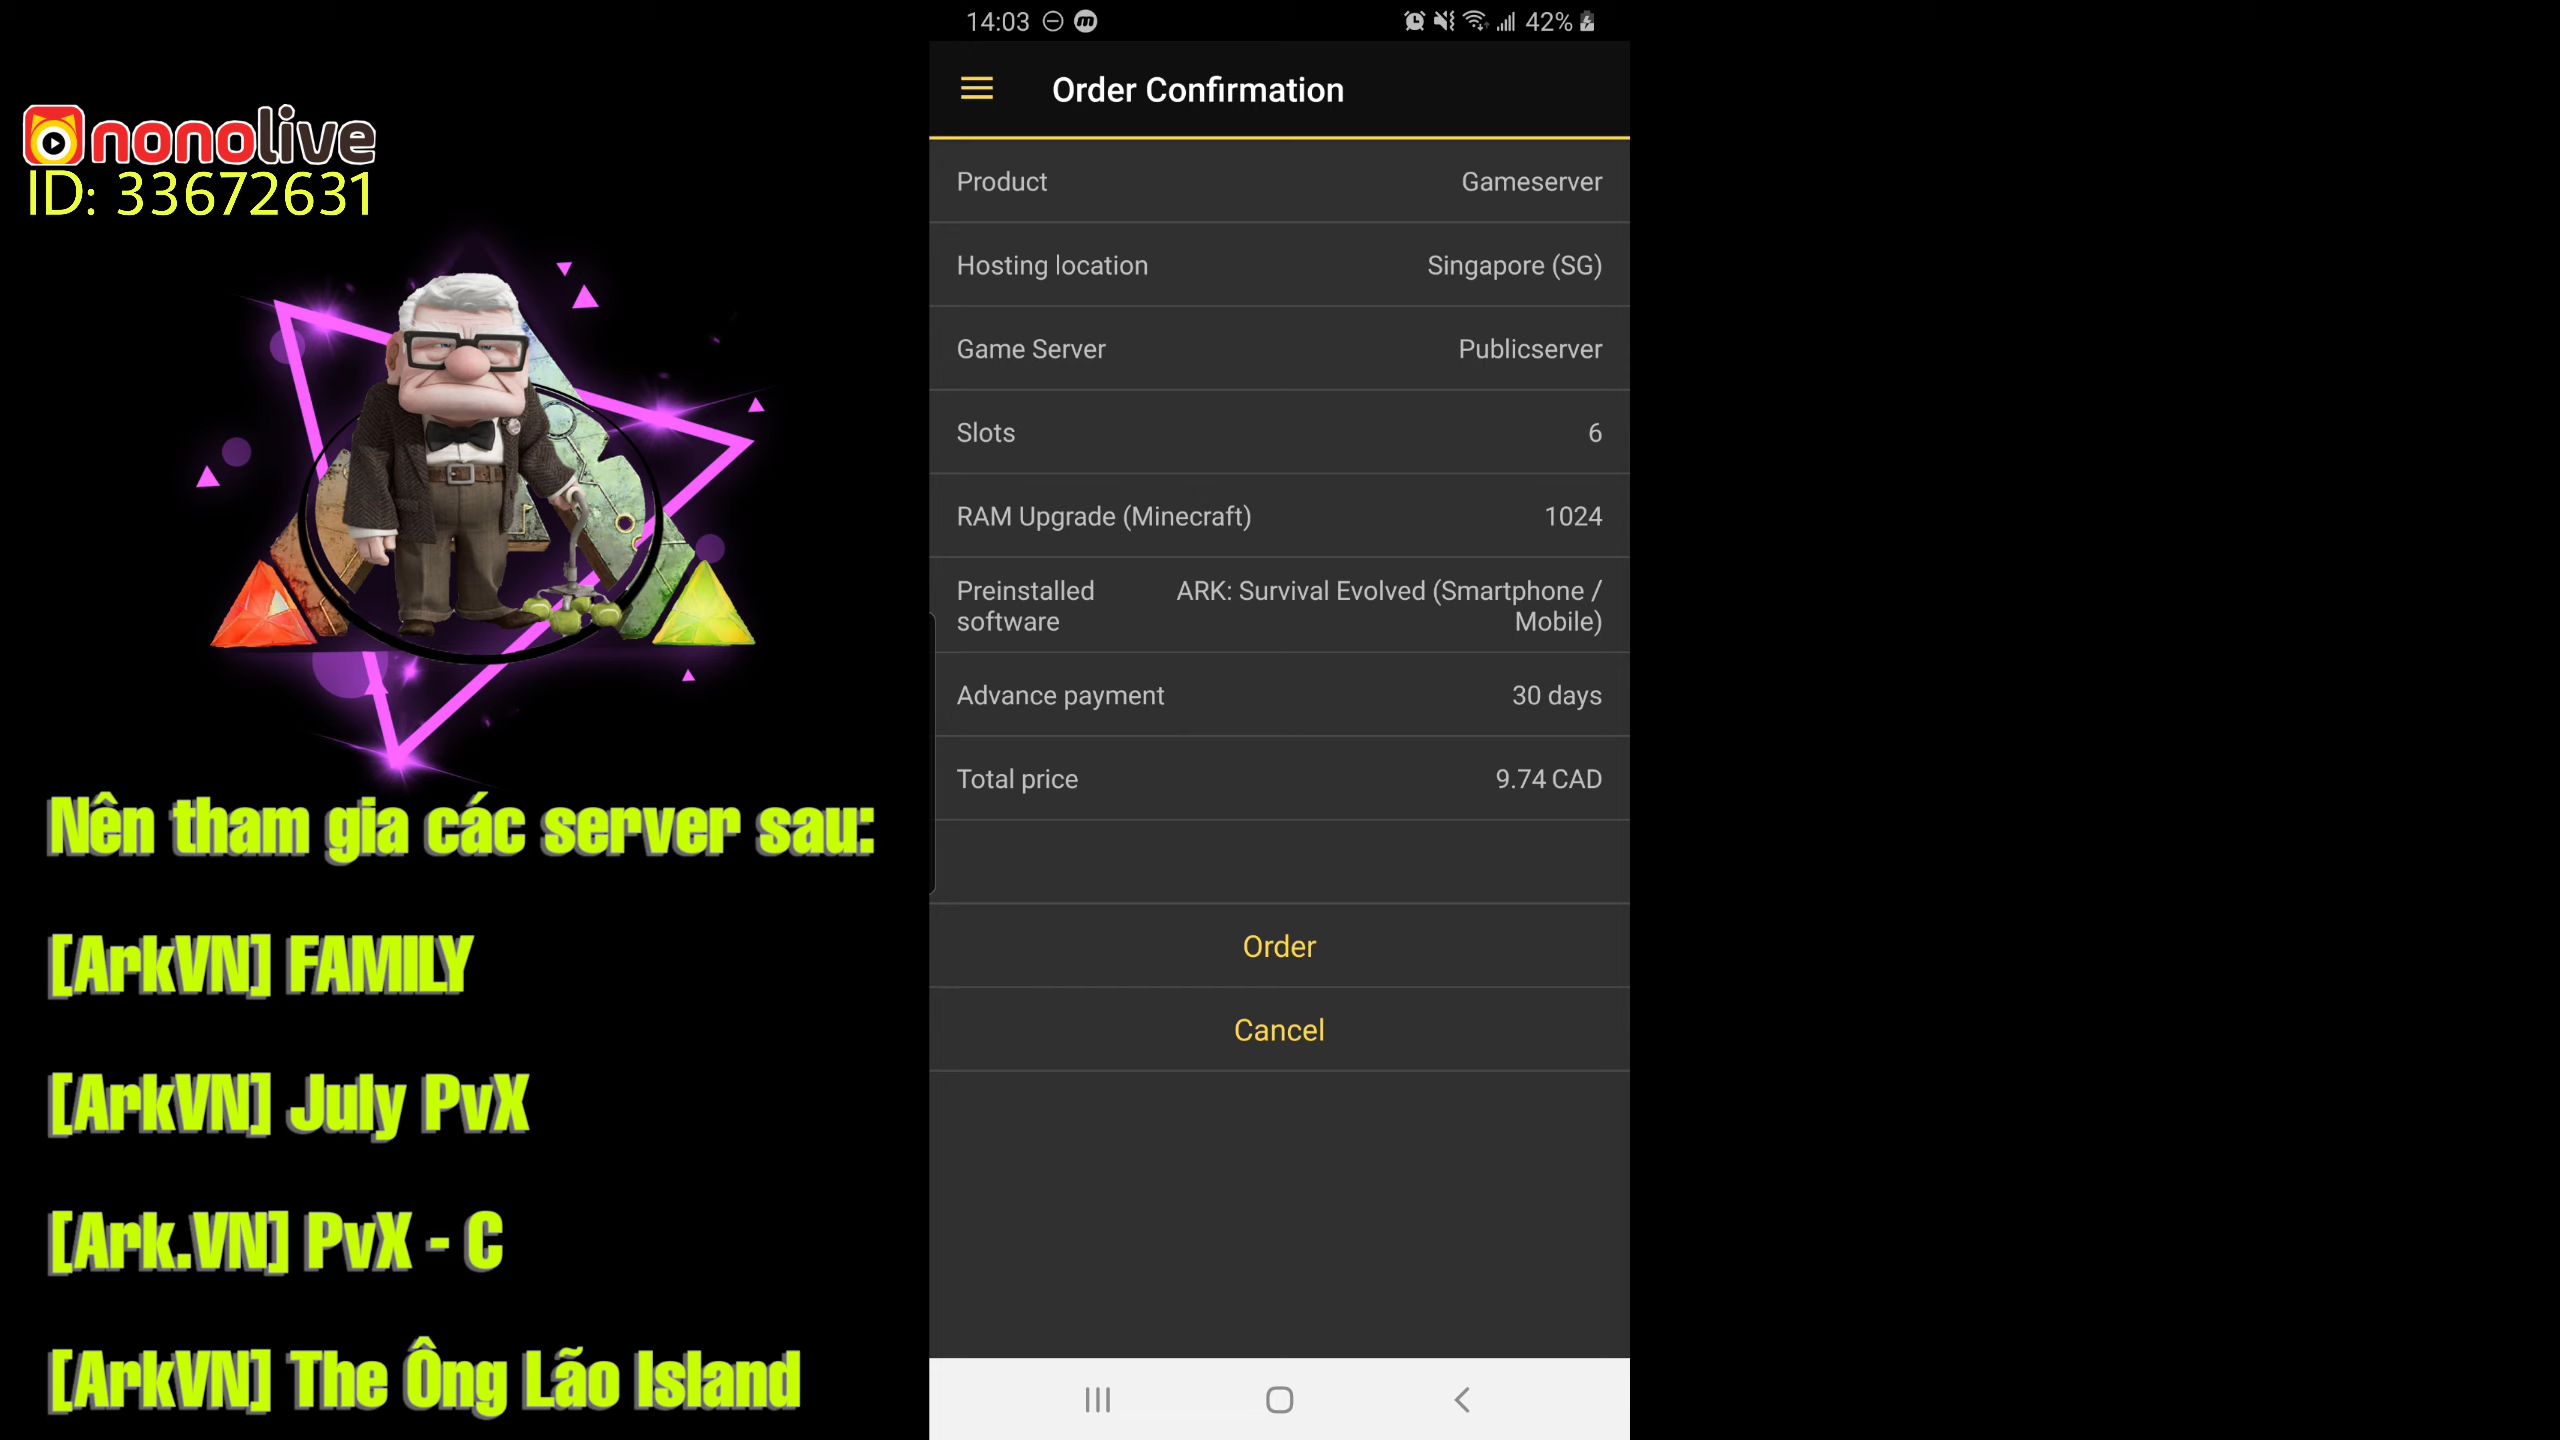 nonolive
ID: 33672631
Nên tham gia các server sau:
[ArkVN] FAMILY
[ArkVN] July PvX
[Ark.VN] PvX - C
[ArkVN] The Ông Lão Island
14:03
42%
Order Confirmation
Product Gameserver
Hosting location Singapore (SG)
Game Server Publicserver
Slots 6
RAM Upgrade (Minecraft) 1024
Preinstalled software ARK: Survival Evolved (Smartphone / Mobile)
Advance payment 30 days
Total price 9.74 CAD
Order
Cancel